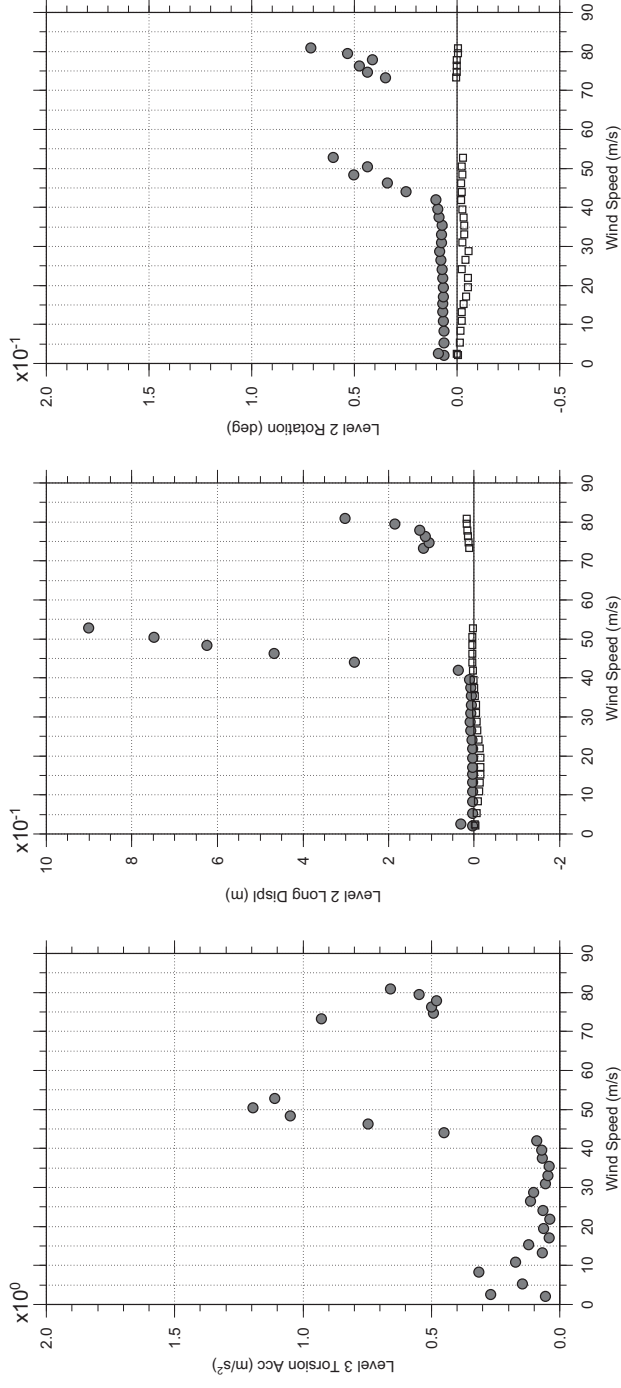 x10⁰
2.0
1.5
1.0
0.5
0.0
Level 3 Torsion Acc (m/s²)
0 10 20 30 40 50 60 70 80 90
Wind Speed (m/s)
x10⁻¹
10
8
6
4
2
0
-2
Level 2 Long Displ (m)
0 10 20 30 40 50 60 70 80 90
Wind Speed (m/s)
x10⁻¹
2.0
1.5
1.0
0.5
0.0
-0.5
Level 2 Rotation (deg)
0 10 20 30 40 50 60 70 80 90
Wind Speed (m/s)